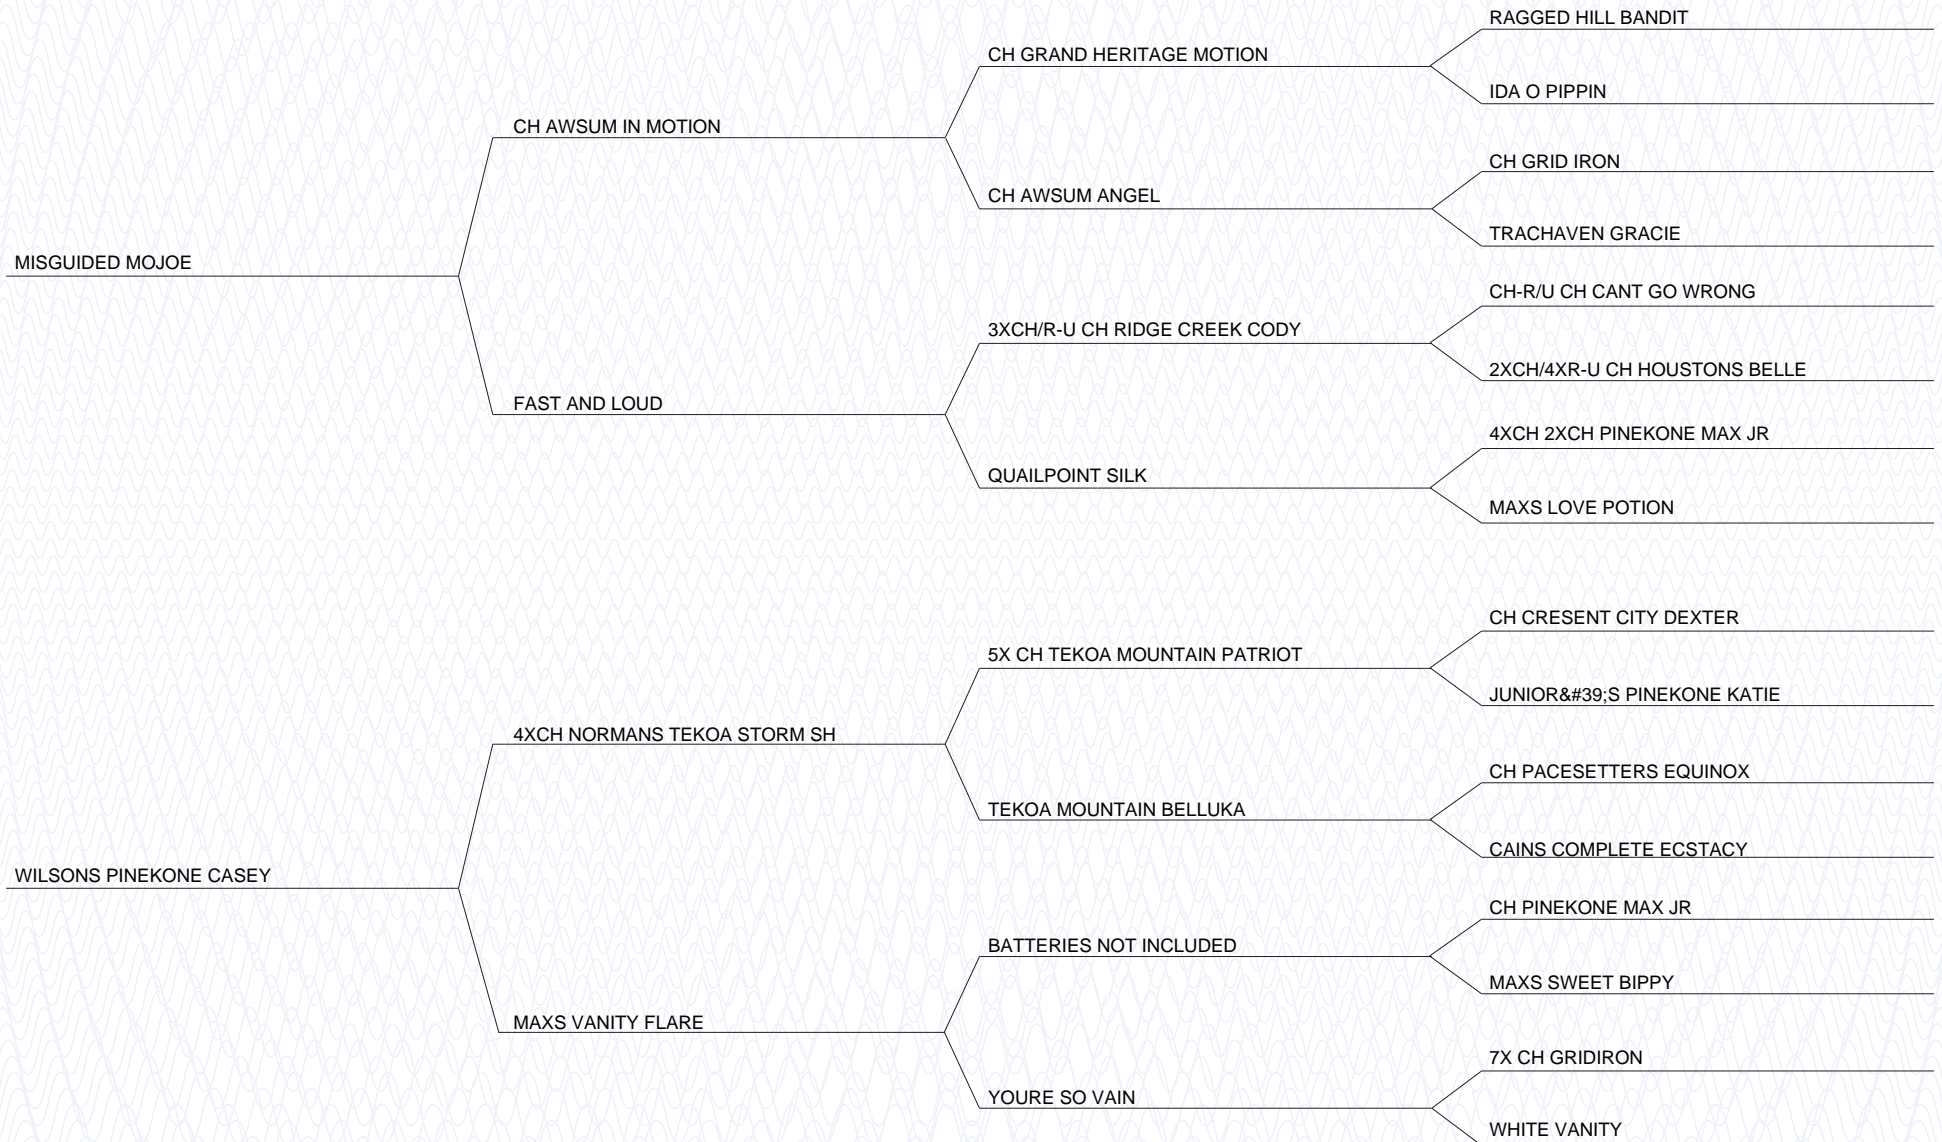 RAGGED HILL BANDIT
CH GRAND HERITAGE MOTION
IDA O PIPPIN
CH AWSUM IN MOTION
CH GRID IRON
CH AWSUM ANGEL
TRACHAVEN GRACIE
MISGUIDED MOJOE
CH-R/U CH CANT GO WRONG
3XCH/R-U CH RIDGE CREEK CODY
2XCH/4XR-U CH HOUSTONS BELLE
FAST AND LOUD
4XCH 2XCH PINEKONE MAX JR
QUAILPOINT SILK
MAXS LOVE POTION
CH CRESENT CITY DEXTER
5X CH TEKOA MOUNTAIN PATRIOT
JUNIOR&#39;S PINEKONE KATIE
4XCH NORMANS TEKOA STORM SH
CH PACESETTERS EQUINOX
TEKOA MOUNTAIN BELLUKA
CAINS COMPLETE ECSTACY
WILSONS PINEKONE CASEY
CH PINEKONE MAX JR
BATTERIES NOT INCLUDED
MAXS SWEET BIPPY
MAXS VANITY FLARE
7X CH GRIDIRON
YOURE SO VAIN
WHITE VANITY